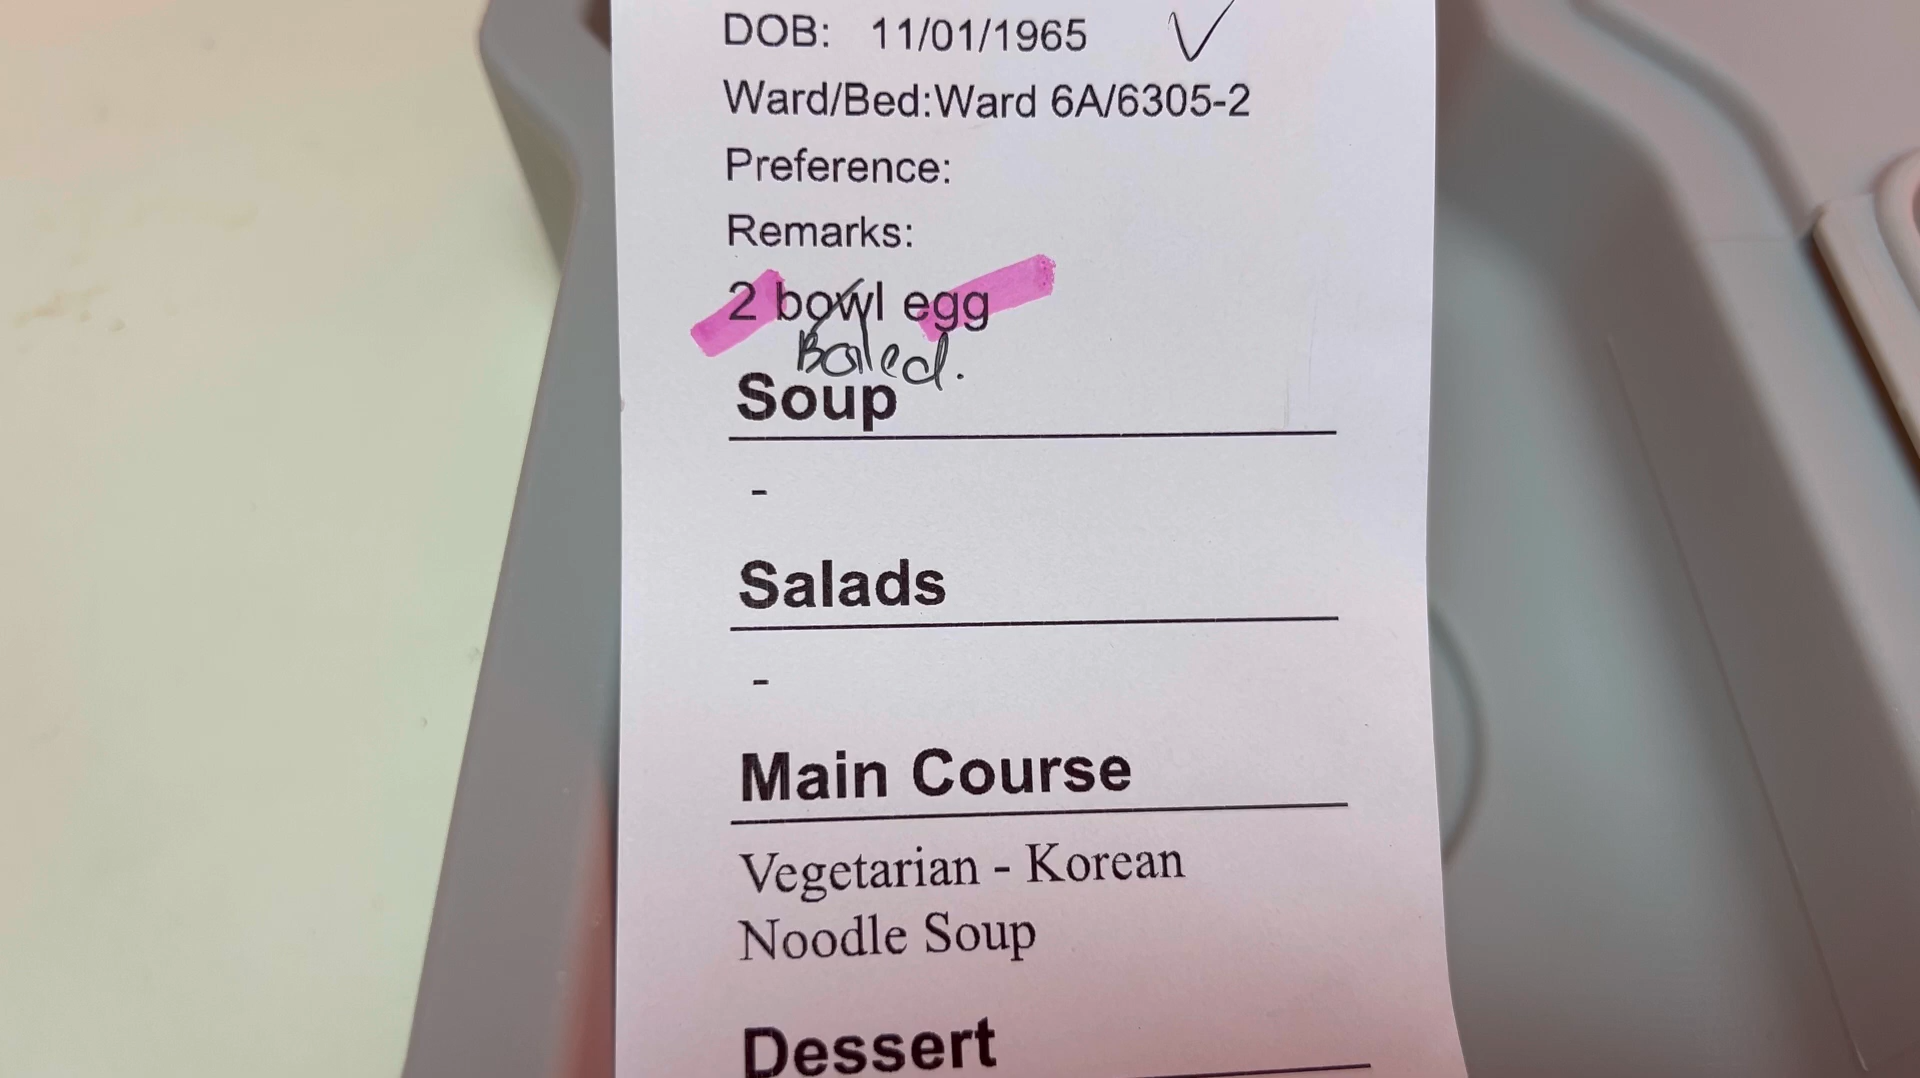 DOB: 11/01/1965
Ward/Bed:Ward 6A/6305-2
Preference:
Remarks:
2 bowl egg
Boiled.
Soup
-
Salads
-
Main Course
Vegetarian - Korean
Noodle Soup
Dessert